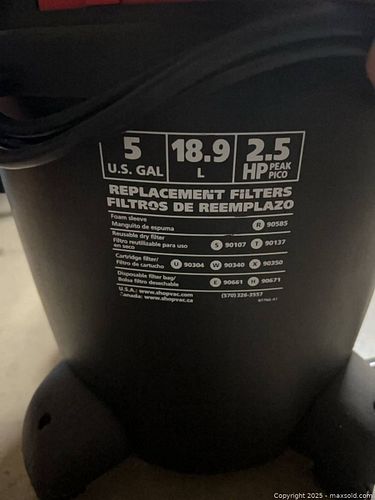 5 U.S. GAL
18.9 L
2.5 HP PEAK PICO
REPLACEMENT FILTERS
FILTROS DE REEMPLAZO
Foam sleeve
Manguito de espuma R 90585
Reusable dry filter
Filtro reutilizable para uso en seco S 90107 T 90137
Cartridge filter/
Filtro de cartucho U 90304 W 90340 X 90350
Disposable filter bag/
Bolsa filtro desechable E 90661 H 90671
U.S.A.: www.shopvac.com (570) 326-3557
Canada: www.shopvac.ca
Copyright 2025 - maxsold.com